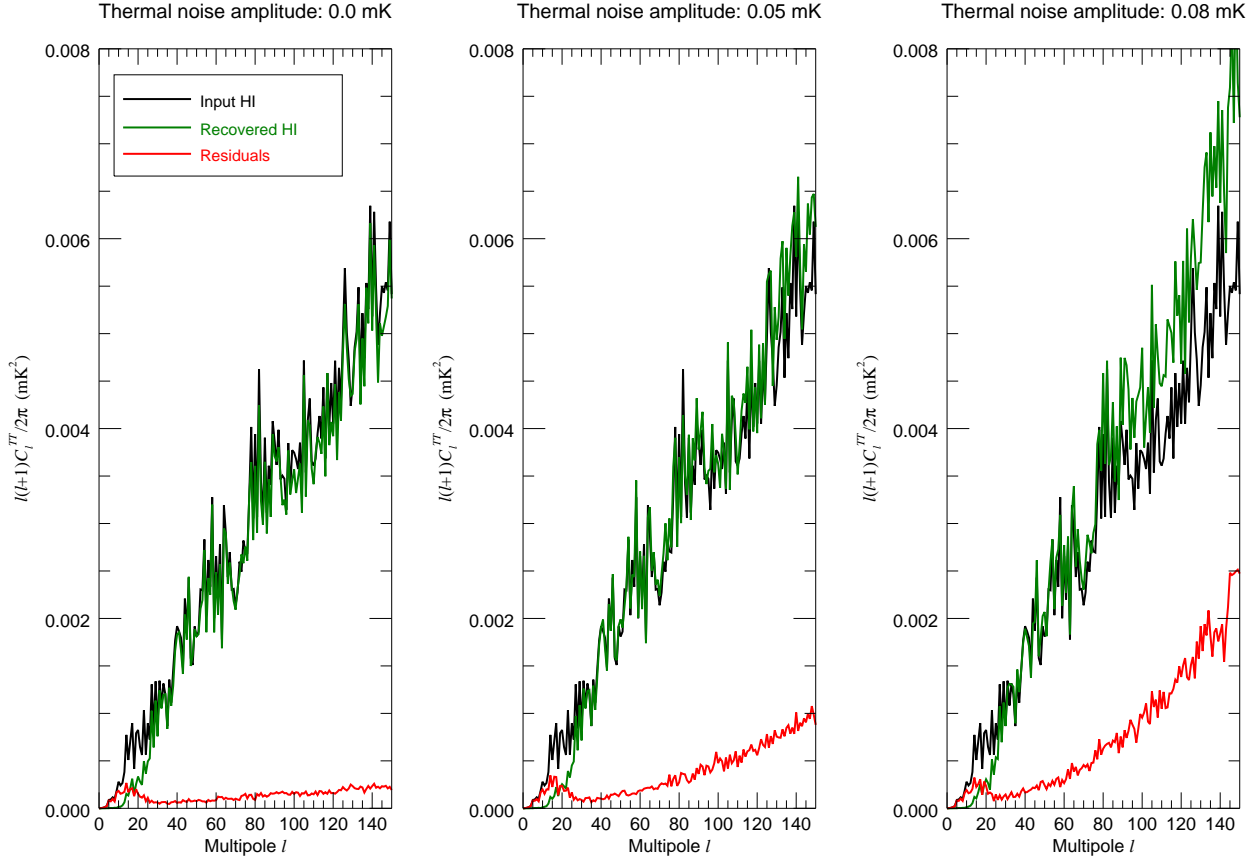 Thermal noise amplitude: 0.0 mK
Thermal noise amplitude: 0.05 mK
Thermal noise amplitude: 0.08 mK
Input HI
Recovered HI
Residuals
0.008
0.006
0.004
0.002
0.000
l(l+1)C_l^{TT}/2π (mK²)
0 20 40 60 80 100 120 140
Multipole l
0.008
0.006
0.004
0.002
0.000
l(l+1)C_l^{TT}/2π (mK²)
0 20 40 60 80 100 120 140
Multipole l
0.008
0.006
0.004
0.002
0.000
l(l+1)C_l^{TT}/2π (mK²)
0 20 40 60 80 100 120 140
Multipole l